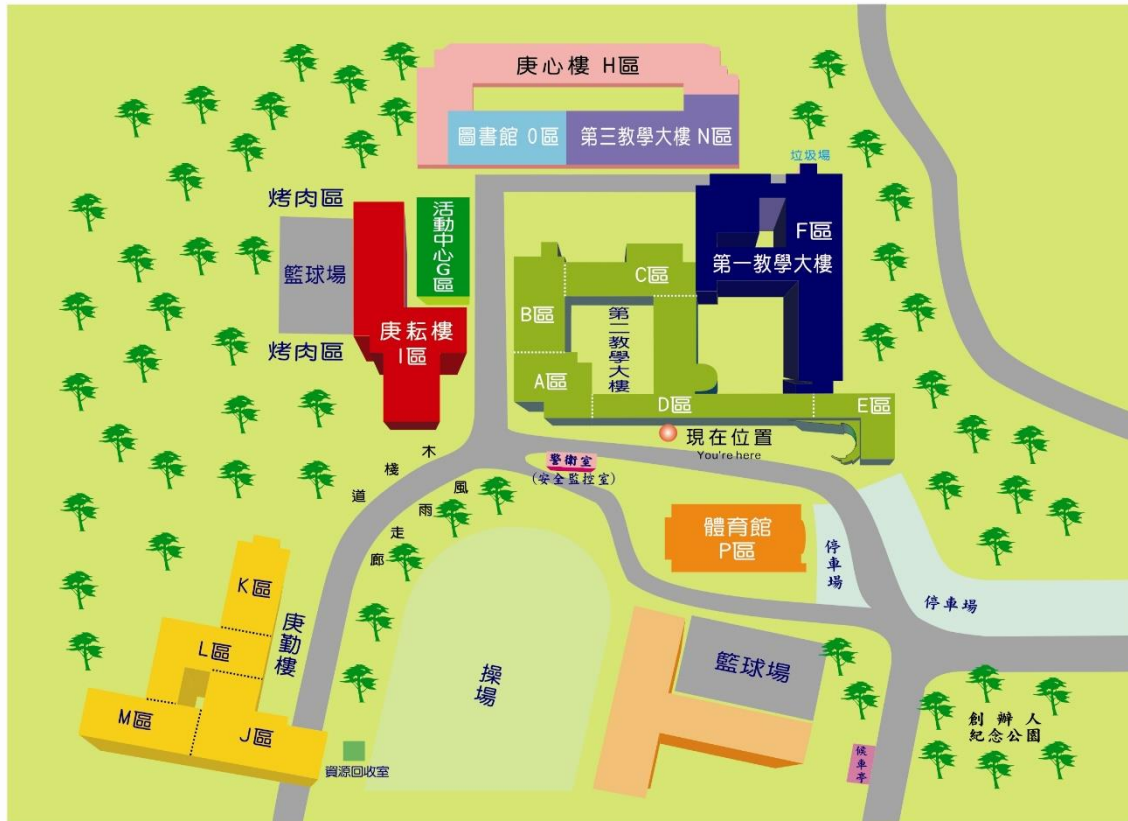 庚心樓 H區
圖書館 O區
第三教學大樓 N區
垃圾場
烤肉區
活動中心G區
籃球場
F區
第一教學大樓
C區
B區
第二教學大樓
庚耘樓
I區
烤肉區
A區
D區
E區
現在位置
You're here
木棧道
警衛室
(安全監控室)
風雨走廊
體育館
P區
停車場
停車場
K區
庚勤樓
L區
M區
J區
操場
籃球場
創辦人
紀念公園
候車亭
資源回收室